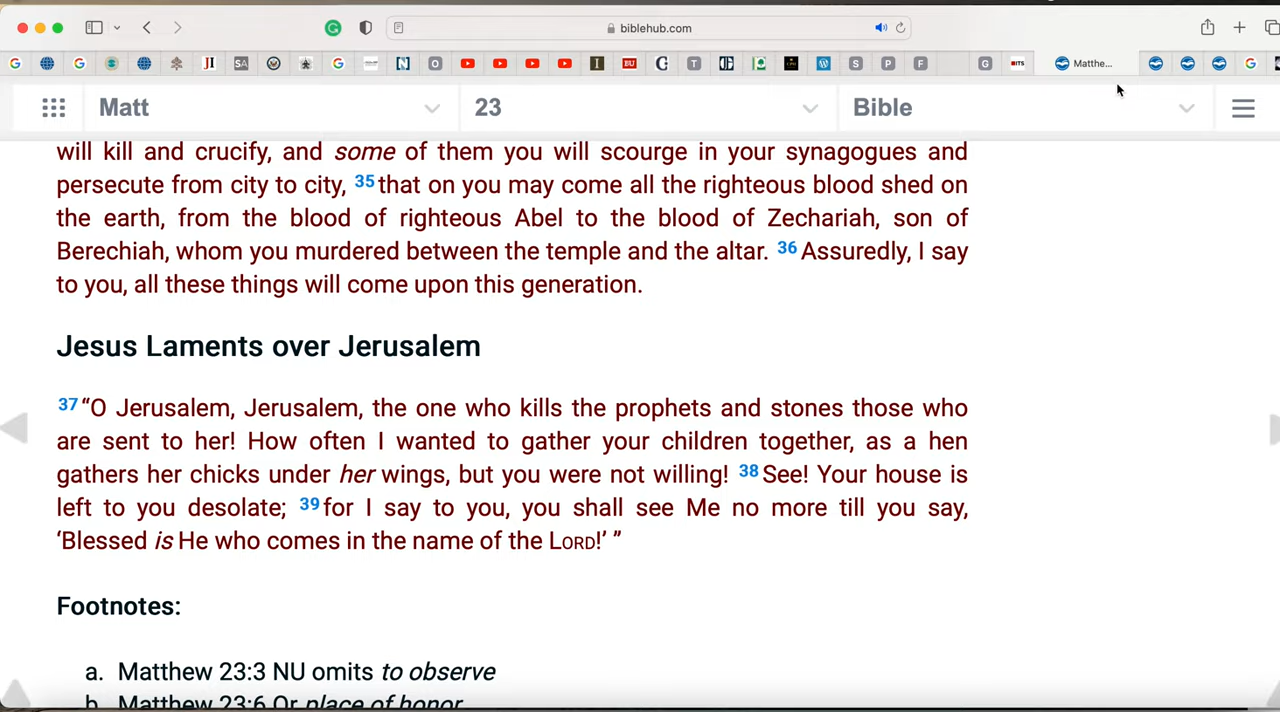 biblehub.com
Matthe...
Matt 23 Bible
will kill and crucify, and some of them you will scourge in your synagogues and
persecute from city to city, 35 that on you may come all the righteous blood shed on
the earth, from the blood of righteous Abel to the blood of Zechariah, son of
Berechiah, whom you murdered between the temple and the altar. 36 Assuredly, I say
to you, all these things will come upon this generation.
Jesus Laments over Jerusalem
37 “O Jerusalem, Jerusalem, the one who kills the prophets and stones those who
are sent to her! How often I wanted to gather your children together, as a hen
gathers her chicks under her wings, but you were not willing! 38 See! Your house is
left to you desolate; 39 for I say to you, you shall see Me no more till you say,
‘Blessed is He who comes in the name of the LORD!’ ”
Footnotes:
a. Matthew 23:3 NU omits to observe
b. Matthew 23:6 Or place of honor